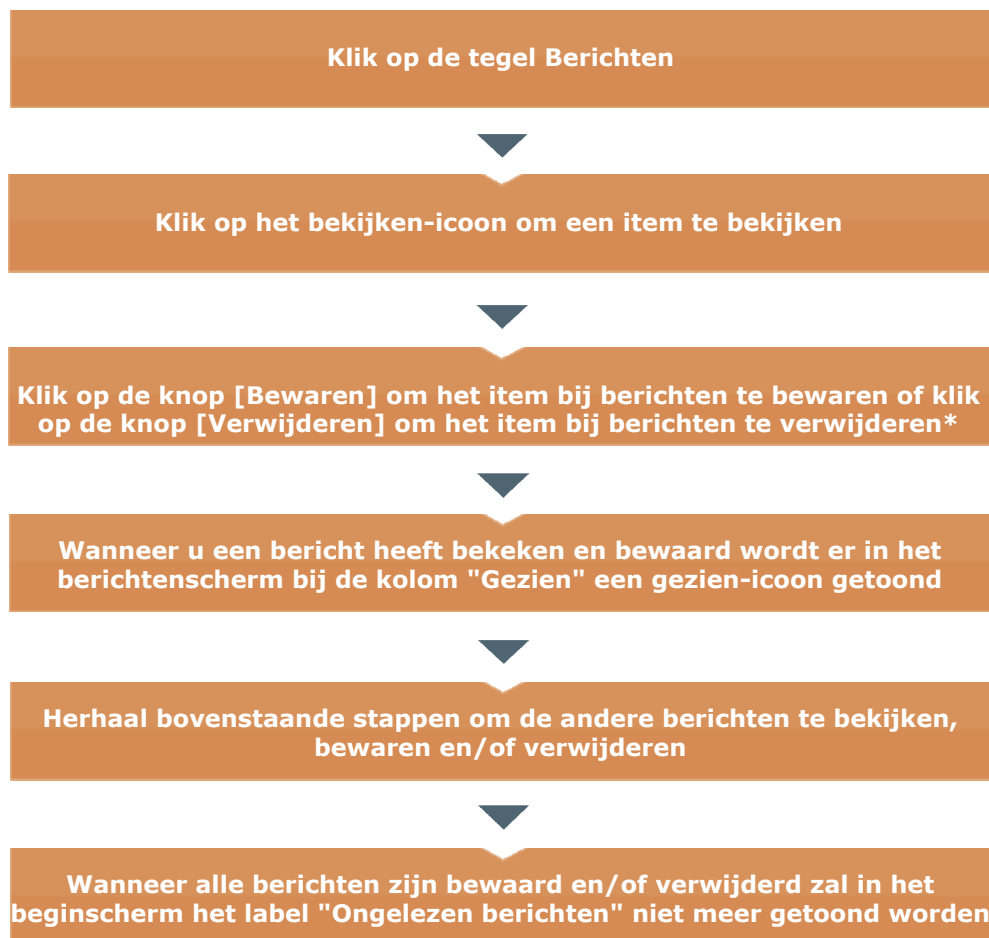 Klik op de tegel Berichten
Klik op het bekijken-icoon om een item te bekijken
Klik op de knop [Bewaren] om het item bij berichten te bewaren of klik
op de knop [Verwijderen] om het item bij berichten te verwijderen*
Wanneer u een bericht heeft bekeken en bewaard wordt er in het
berichtenscherm bij de kolom "Gezien" een gezien-icoon getoond
Herhaal bovenstaande stappen om de andere berichten te bekijken,
bewaren en/of verwijderen
Wanneer alle berichten zijn bewaard en/of verwijderd zal in het
beginscherm het label "Ongelezen berichten" niet meer getoond worden